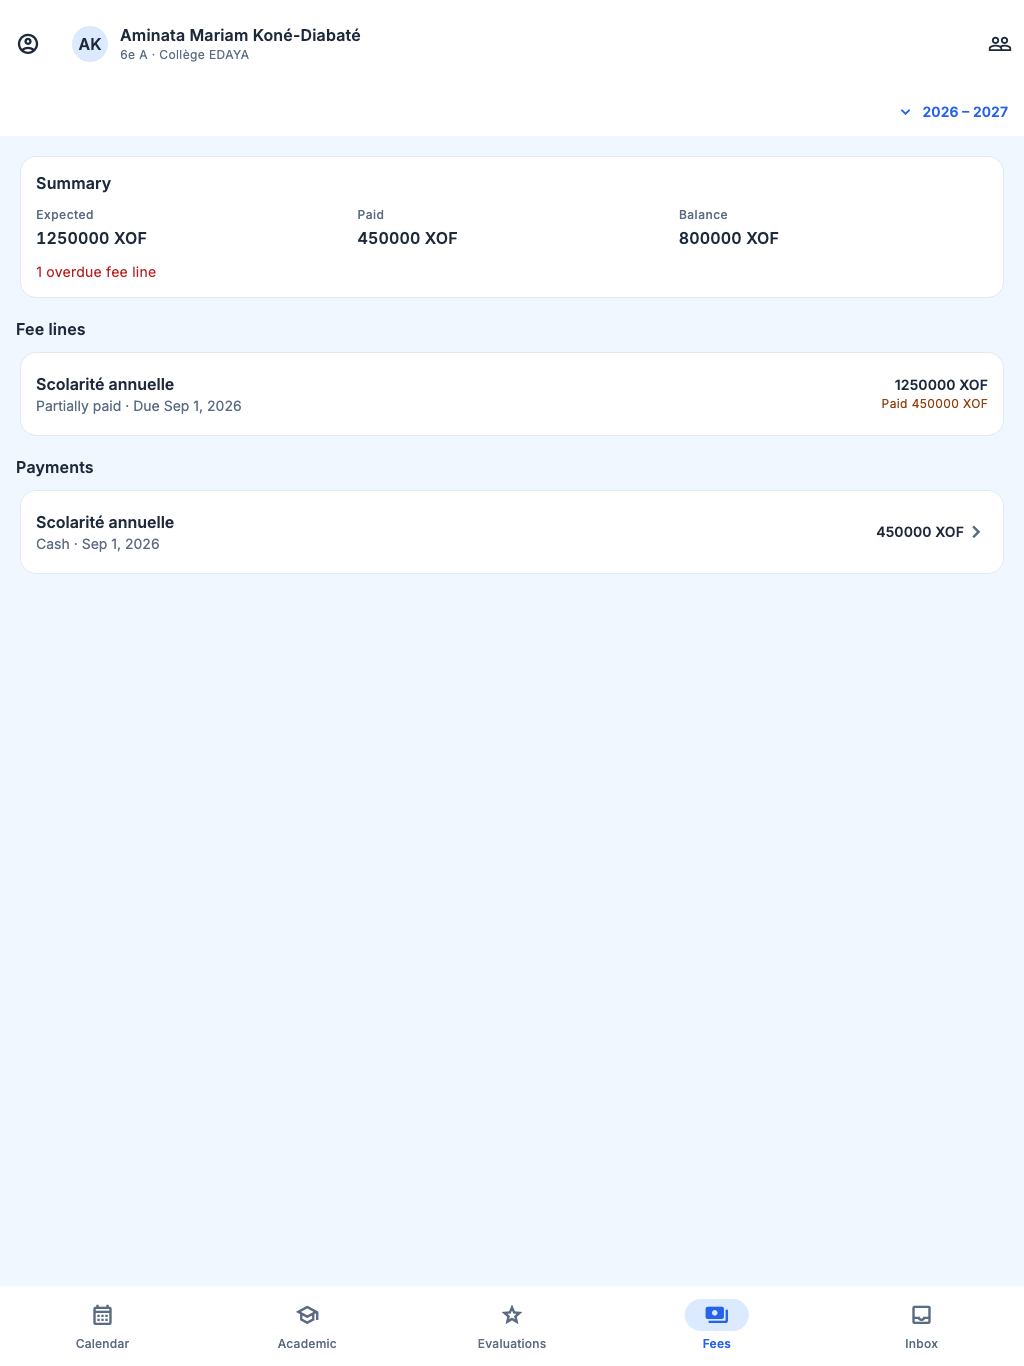 AK
Aminata Mariam Koné-Diabaté
6e A · Collège EDAYA
2026 – 2027
Summary
Expected
1250000 XOF
Paid
450000 XOF
Balance
800000 XOF
1 overdue fee line
Fee lines
Scolarité annuelle
Partially paid · Due Sep 1, 2026
1250000 XOF
Paid 450000 XOF
Payments
Scolarité annuelle
Cash · Sep 1, 2026
450000 XOF
Calendar
Academic
Evaluations
Fees
Inbox